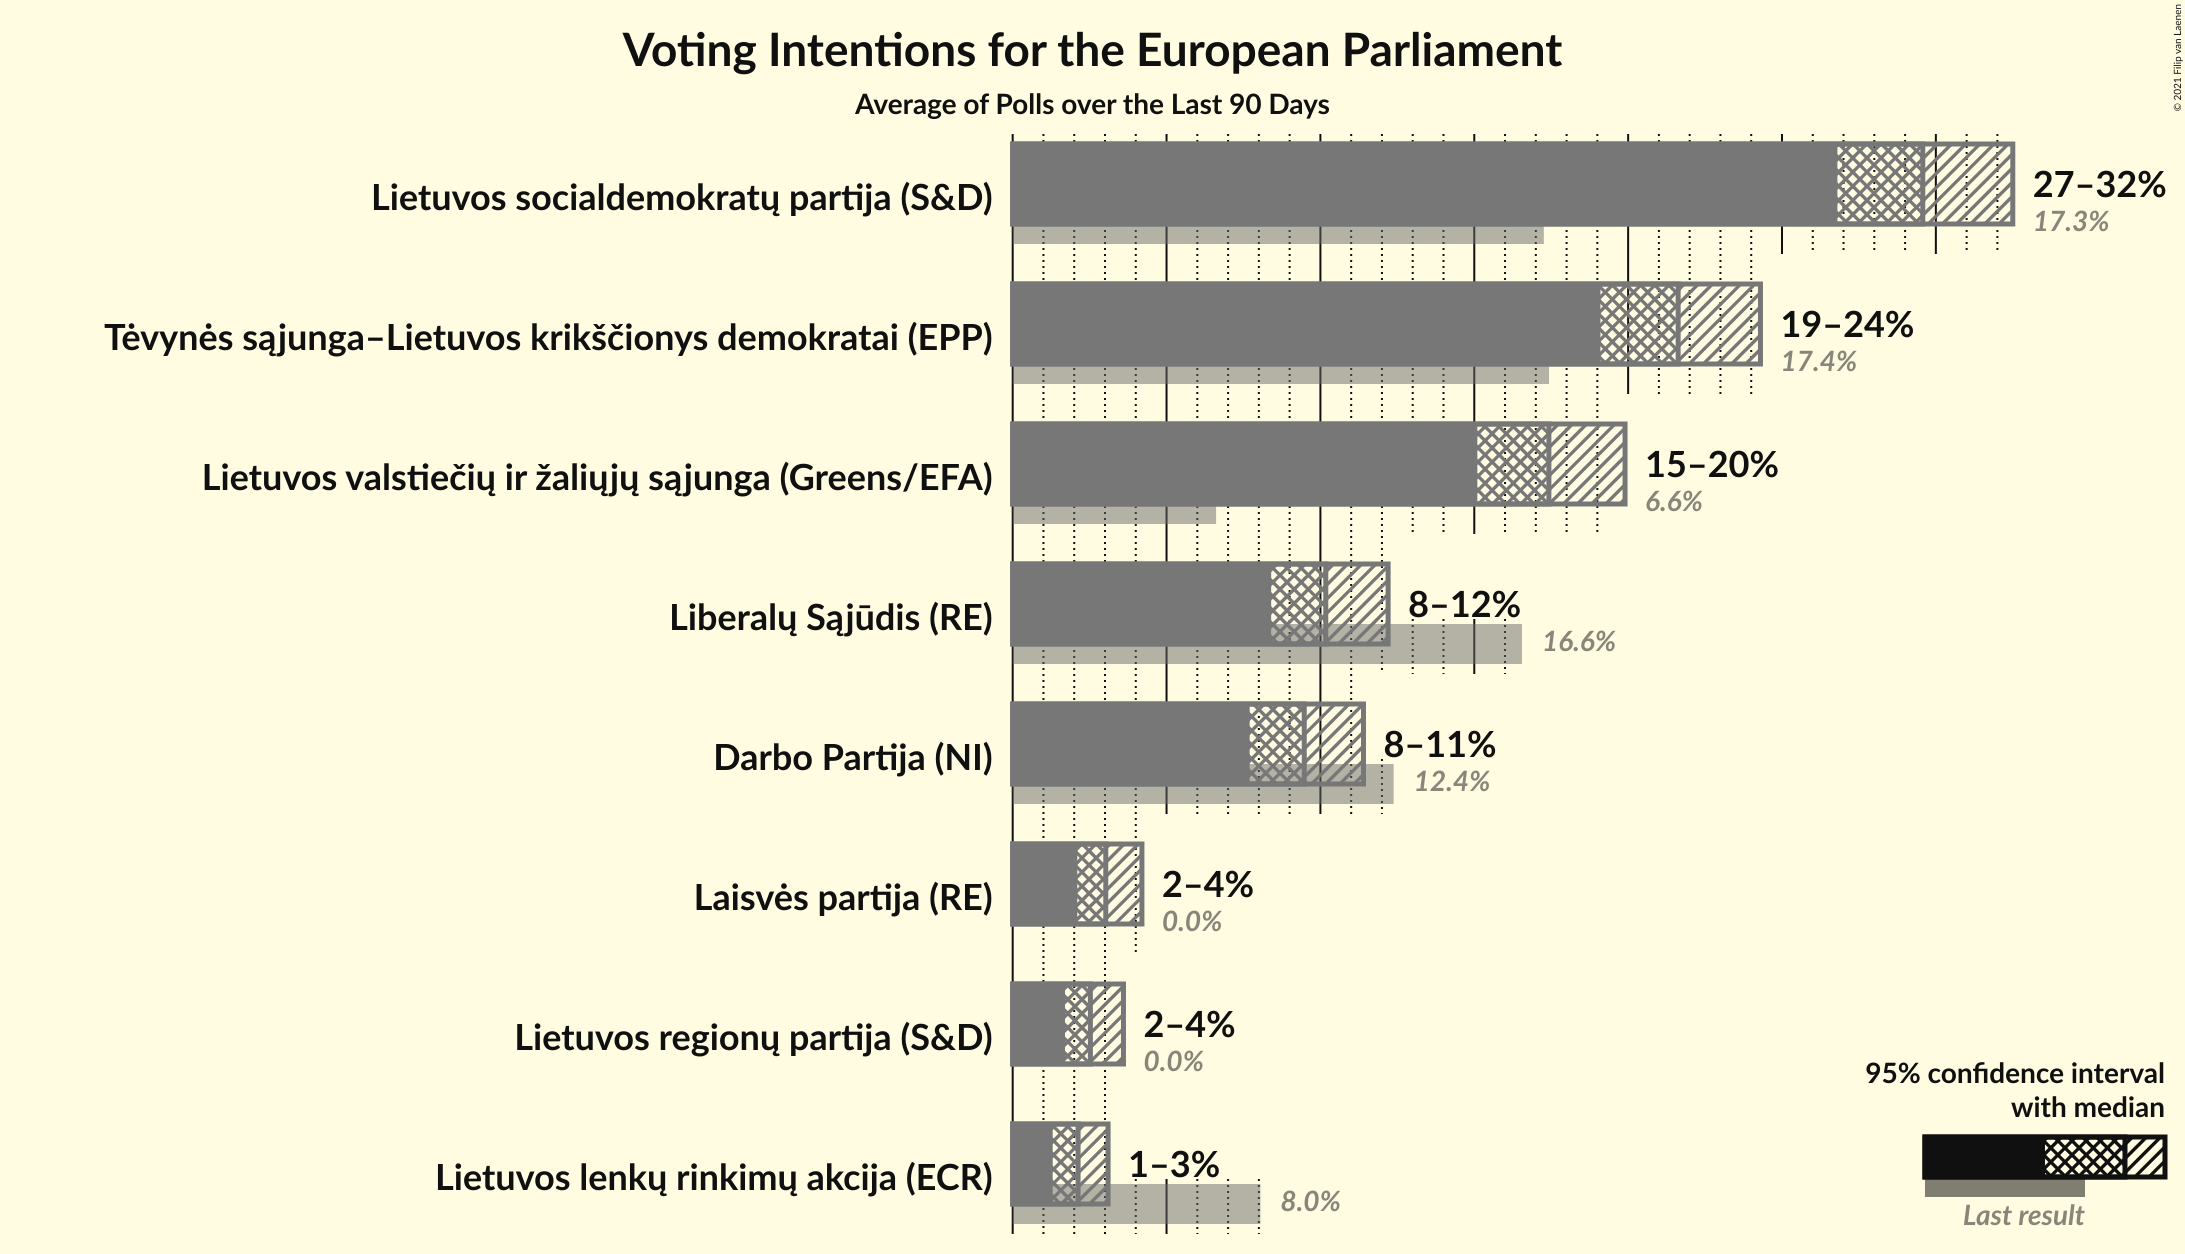 Voting Intentions for the European Parliament
Average of Polls over the Last 90 Days
© 2021 Filip van Laenen
Lietuvos socialdemokratų partija (S&D)
27–32%
17.3%
Tėvynės sąjunga–Lietuvos krikščionys demokratai (EPP)
19–24%
17.4%
Lietuvos valstiečių ir žaliųjų sąjunga (Greens/EFA)
15–20%
6.6%
Liberalų Sąjūdis (RE)
8–12%
16.6%
Darbo Partija (NI)
8–11%
12.4%
Laisvės partija (RE)
2–4%
0.0%
Lietuvos regionų partija (S&D)
2–4%
0.0%
Lietuvos lenkų rinkimų akcija (ECR)
1–3%
8.0%
95% confidence interval
with median
Last result